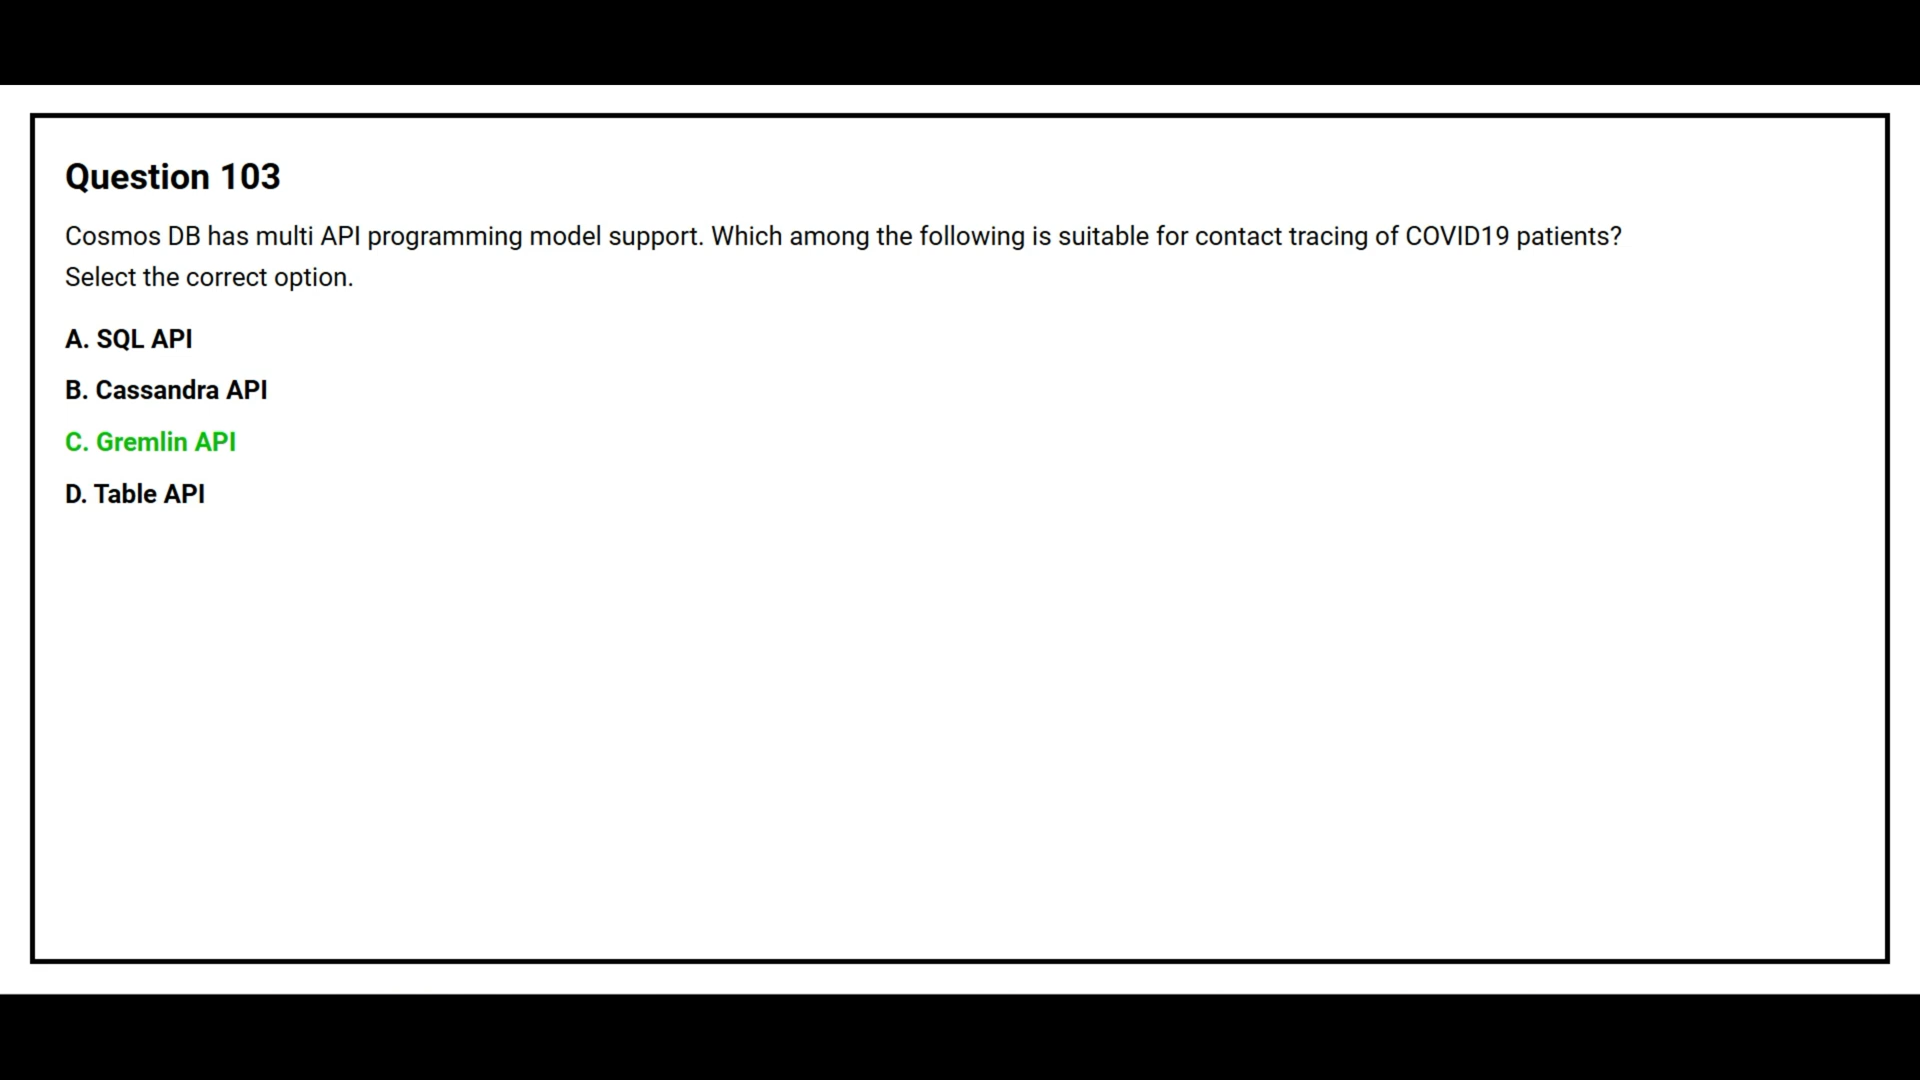 Question 103
Cosmos DB has multi API programming model support. Which among the following is suitable for contact tracing of COVID19 patients?
Select the correct option.
A. SQL API
B. Cassandra API
C. Gremlin API
D. Table API